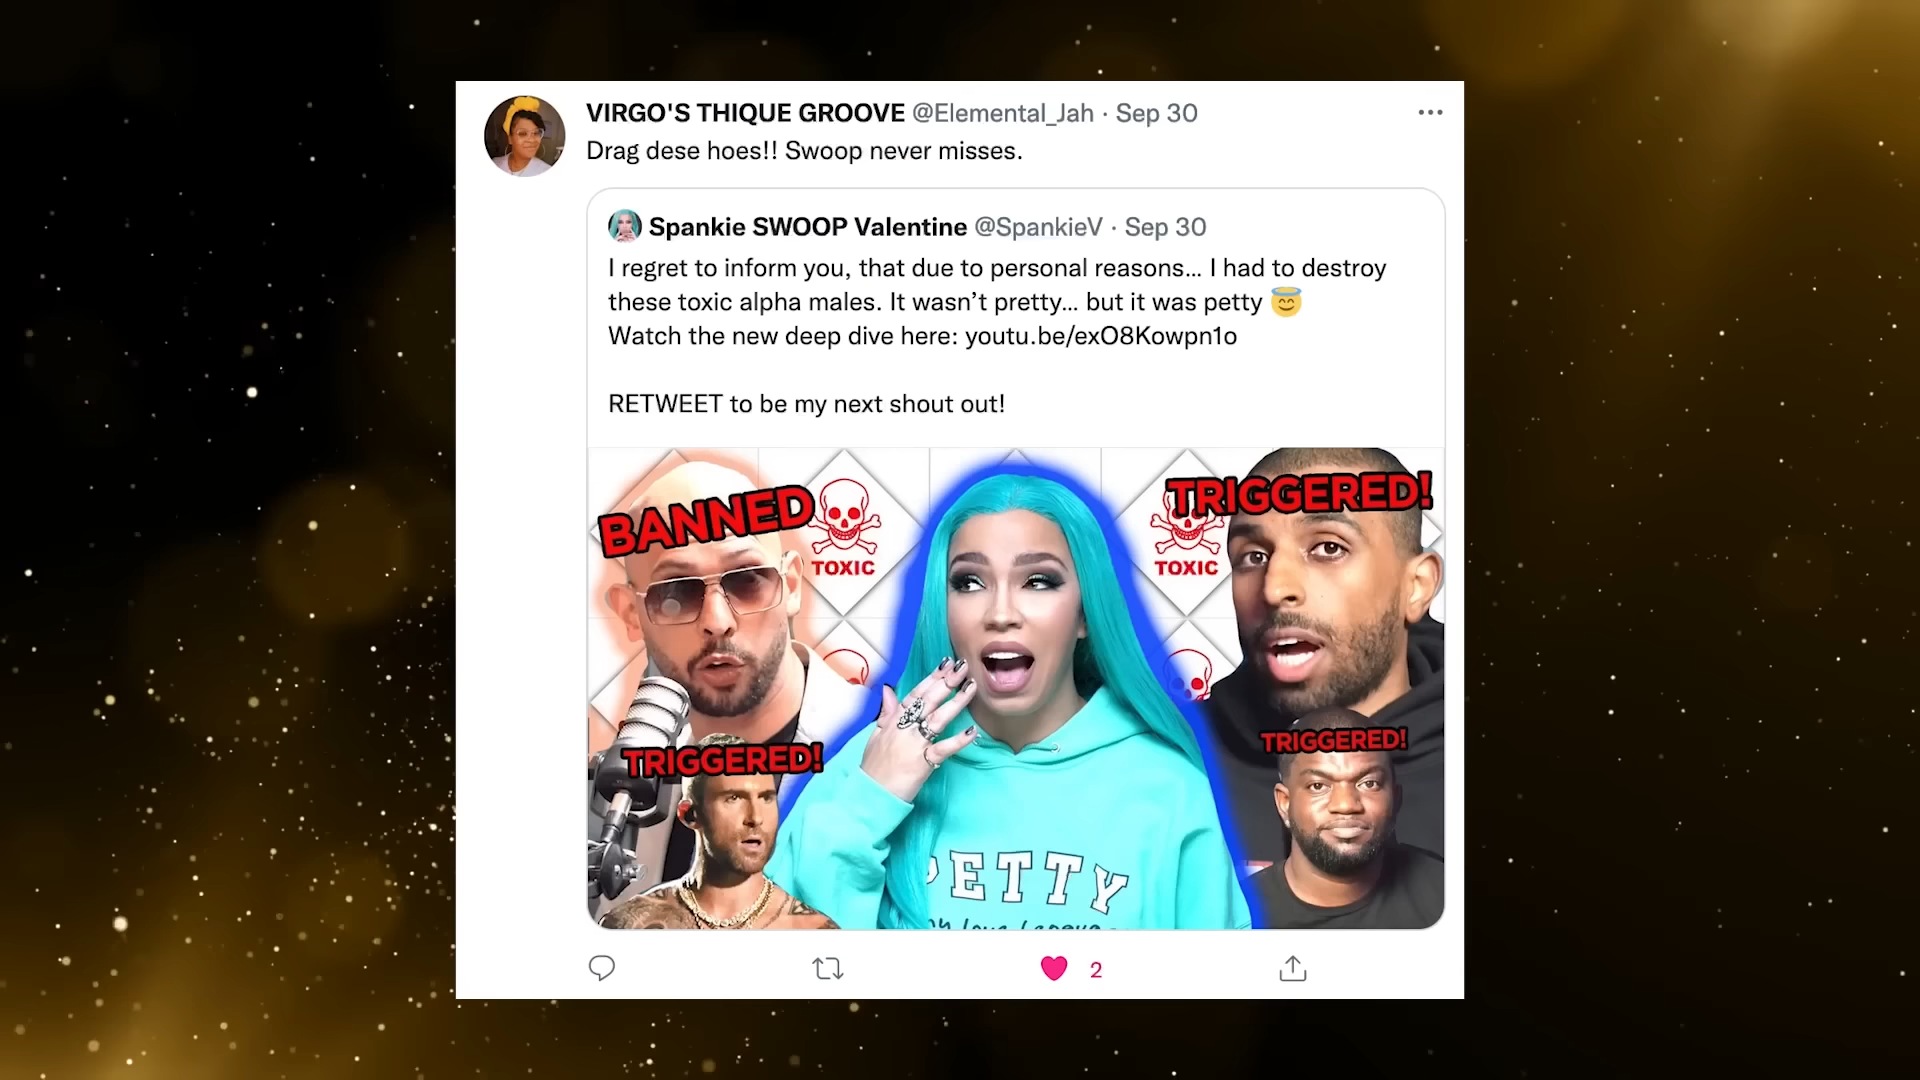 VIRGO'S THIQUE GROOVE @Elemental_Jah · Sep 30
Drag dese hoes!! Swoop never misses.
Spankie SWOOP Valentine @SpankieV · Sep 30
I regret to inform you, that due to personal reasons... I had to destroy
these toxic alpha males. It wasn't pretty... but it was petty 😇
Watch the new deep dive here: youtu.be/exO8Kowpn1o
RETWEET to be my next shout out!
BANNED
TRIGGERED!
TOXIC
TOXIC
TRIGGERED!
TRIGGERED!
PETTY
2